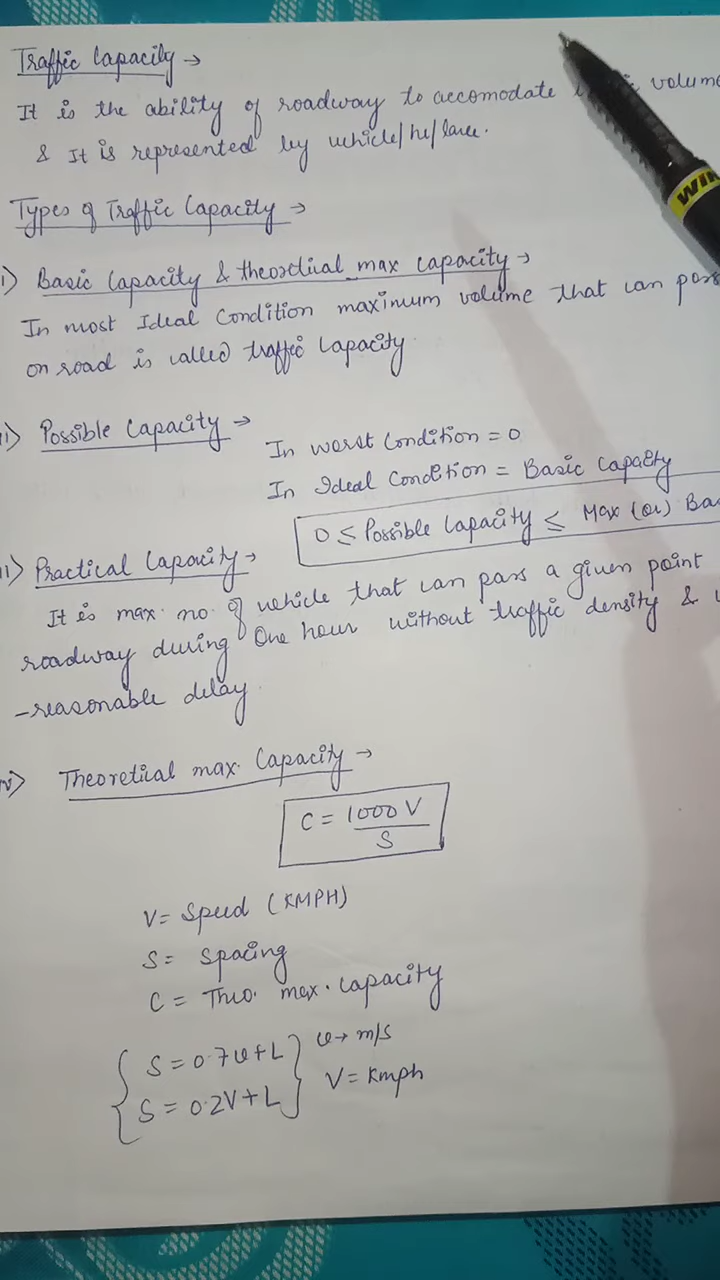 Traffic Capacity →
It is the ability of roadway to accomodate volume
& It is represented by vehicle/hr/lane.
Types of Traffic Capacity →
i) Basic Capacity & theoretical max capacity →
In most Ideal Condition maximum volume that can pass
on road is called traffic Capacity.
ii) Possible Capacity →
In worst Condition = 0
In Ideal Condition = Basic Capacity
0 ≤ Possible Capacity ≤ Max (or) Ba
Practical Capacity →
It is max. no. of vehicle that can pass a given point
roadway during One hour without traffic density &
-reasonable delay.
iv) Theoretical max. Capacity →
C = 1000 V / S
V = Speed (KMPH)
S = Spacing
C = Theo. max. capacity
S = 0.7v+L v → m/s
S = 0.2V+L V = Kmph
WIN